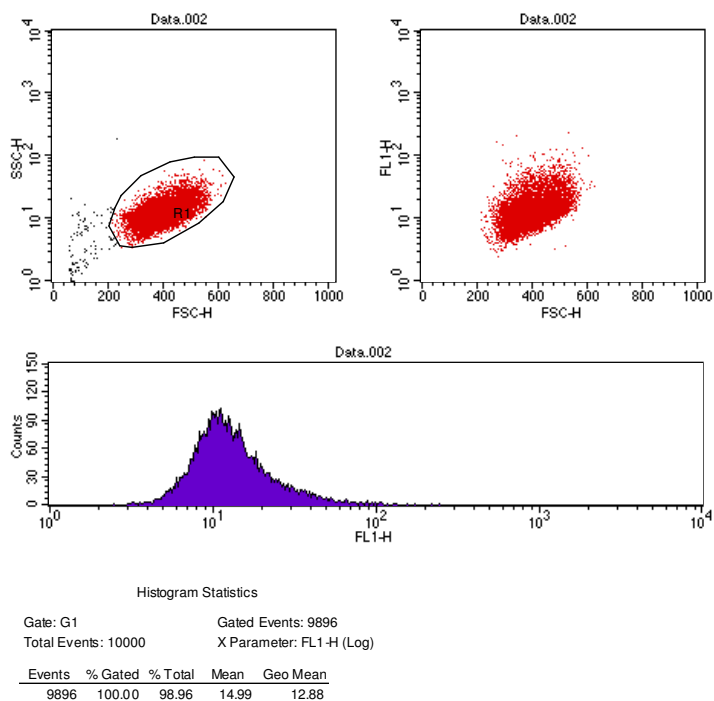 Data.002
10^4
10^3
10^2
10^1
10^0
SSC-H
R1
0 200 400 600 800 1000
FSC-H
Data.002
10^4
10^3
10^2
10^1
10^0
FL1-H
0 200 400 600 800 1000
FSC-H
Data.002
150
120
90
60
30
0
Counts
10^0 10^1 10^2 10^3 10^4
FL1-H
Histogram Statistics
Gate: G1 Gated Events: 9896
Total Events: 10000 X Parameter: FL1-H (Log)
Events % Gated % Total Mean Geo Mean
9896 100.00 98.96 14.99 12.88